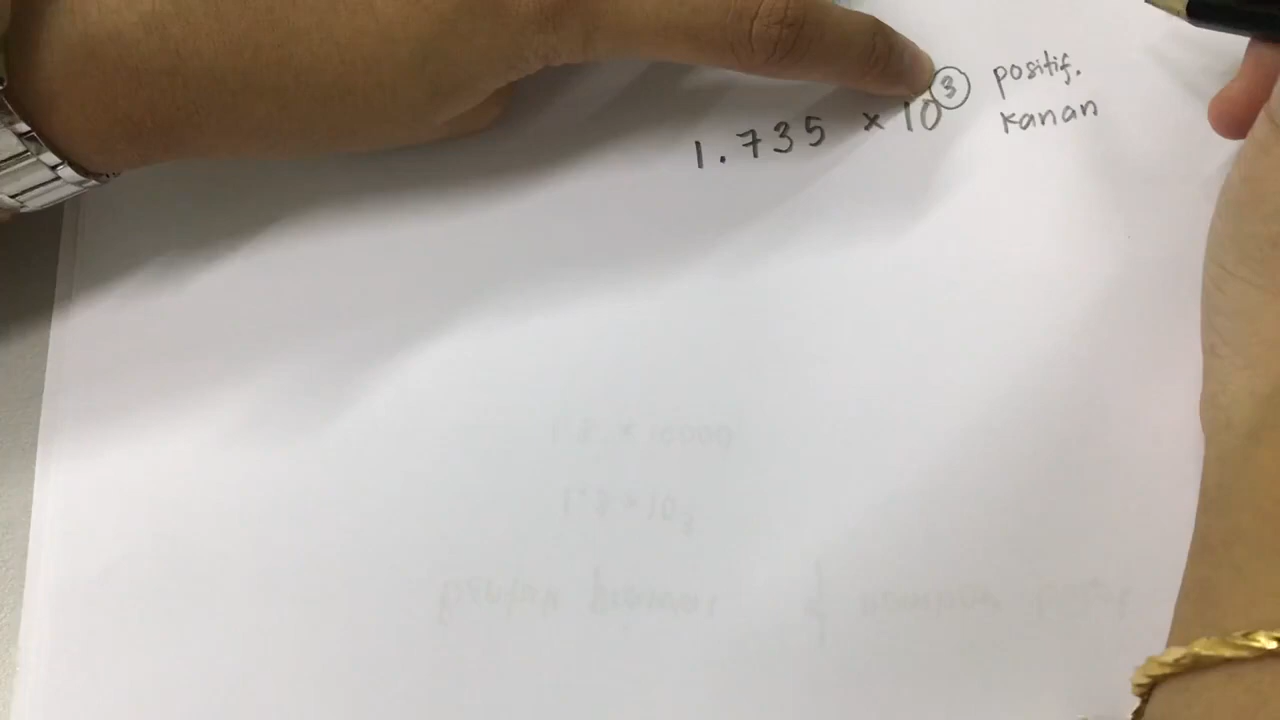 1.735 × 10³ positif.
kanan